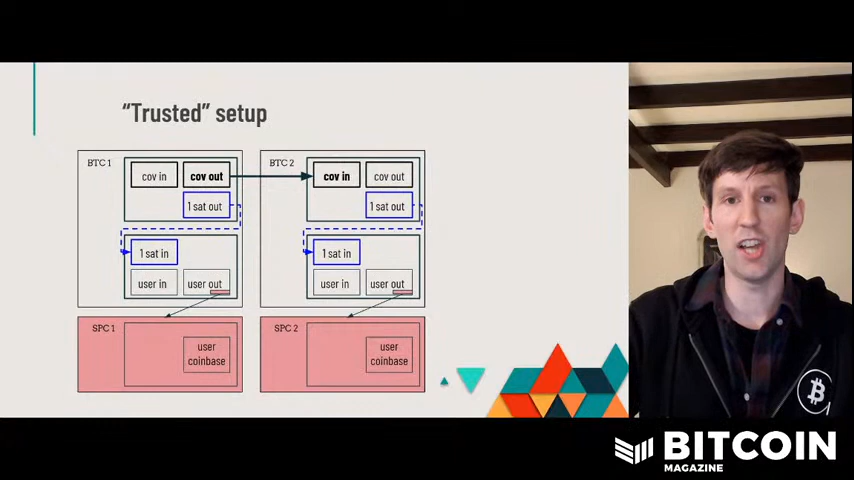 “Trusted” setup
BTC 1
cov in
cov out
1 sat out
1 sat in
user in
user out
BTC 2
cov in
cov out
1 sat out
1 sat in
user in
user out
SPC 1
user
coinbase
SPC 2
user
coinbase
BITCOIN
MAGAZINE